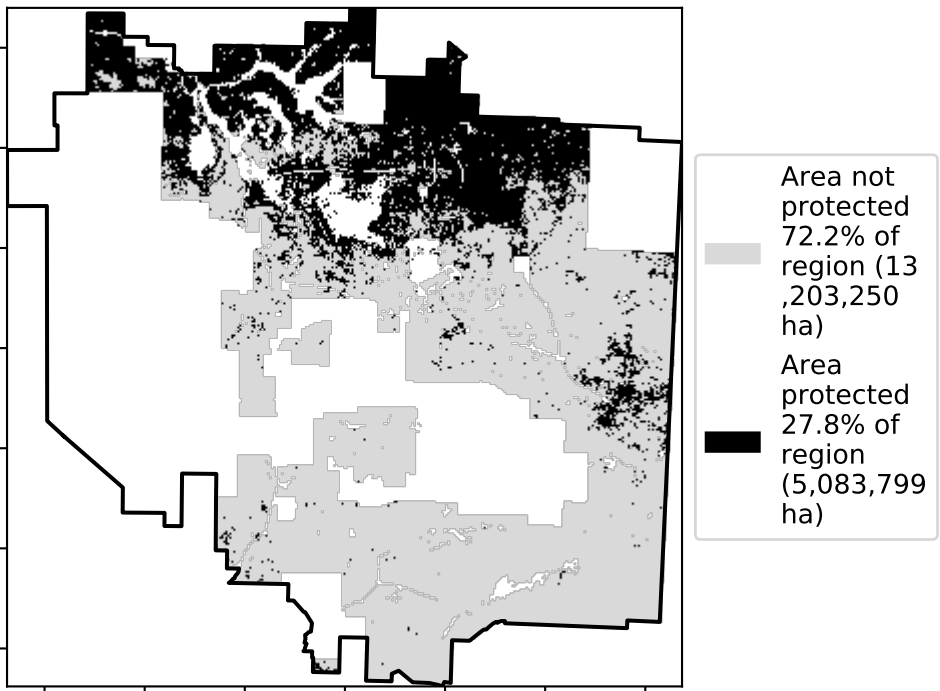 Area not
protected
72.2% of
region (13
,203,250
ha)
Area
protected
27.8% of
region
(5,083,799
ha)